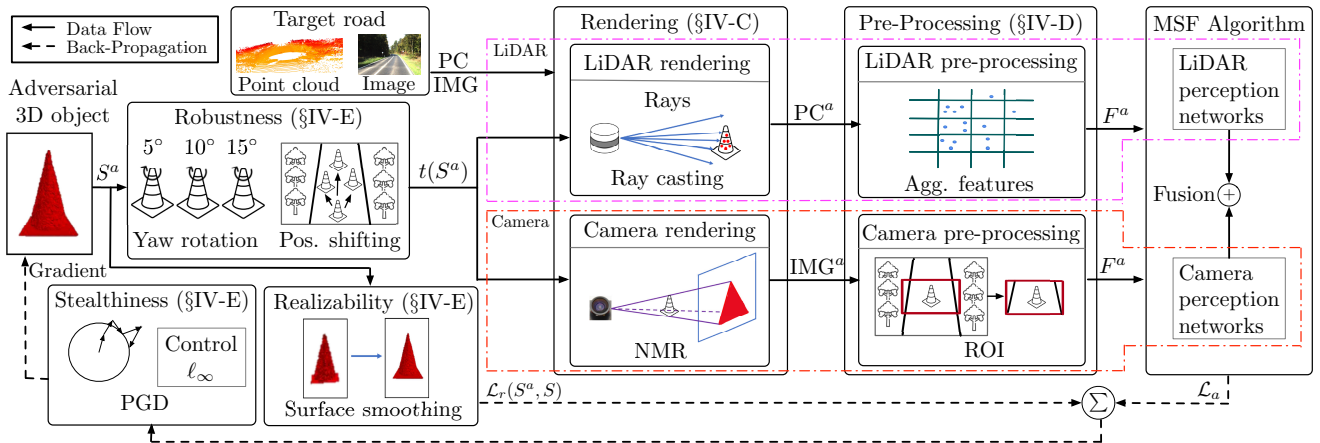 Data Flow
Back-Propagation
Target road
Point cloud
Image
PC
IMG
Adversarial
3D object
S^a
Robustness (§IV-E)
5° 10° 15°
Yaw rotation
Pos. shifting
t(S^a)
Gradient
Stealthiness (§IV-E)
Control
ℓ∞
PGD
Realizability (§IV-E)
Surface smoothing
L_r(S^a, S)
Rendering (§IV-C)
LiDAR
LiDAR rendering
Rays
Ray casting
PC^a
Camera
Camera rendering
NMR
IMG^a
Pre-Processing (§IV-D)
LiDAR pre-processing
Agg. features
F^a
Camera pre-processing
ROI
F^a
MSF Algorithm
LiDAR
perception
networks
Fusion
+
Camera
perception
networks
L_a
∑